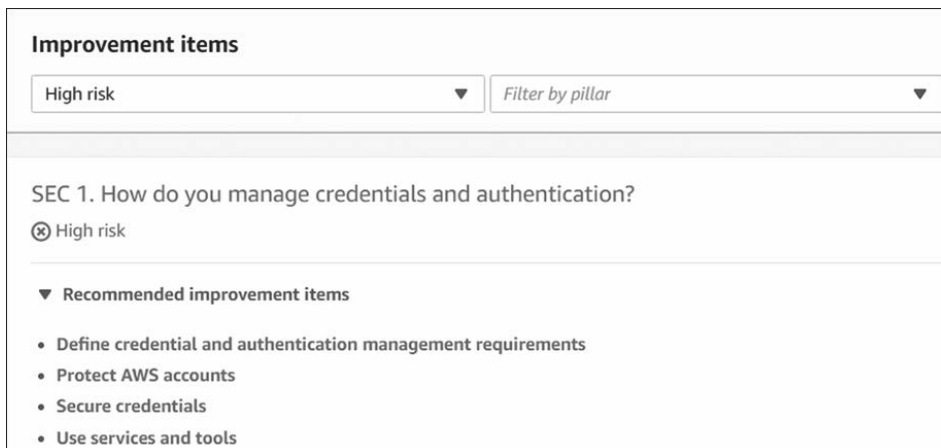 Improvement items
High risk
Filter by pillar
SEC 1. How do you manage credentials and authentication?
High risk
Recommended improvement items
Define credential and authentication management requirements
Protect AWS accounts
Secure credentials
Use services and tools